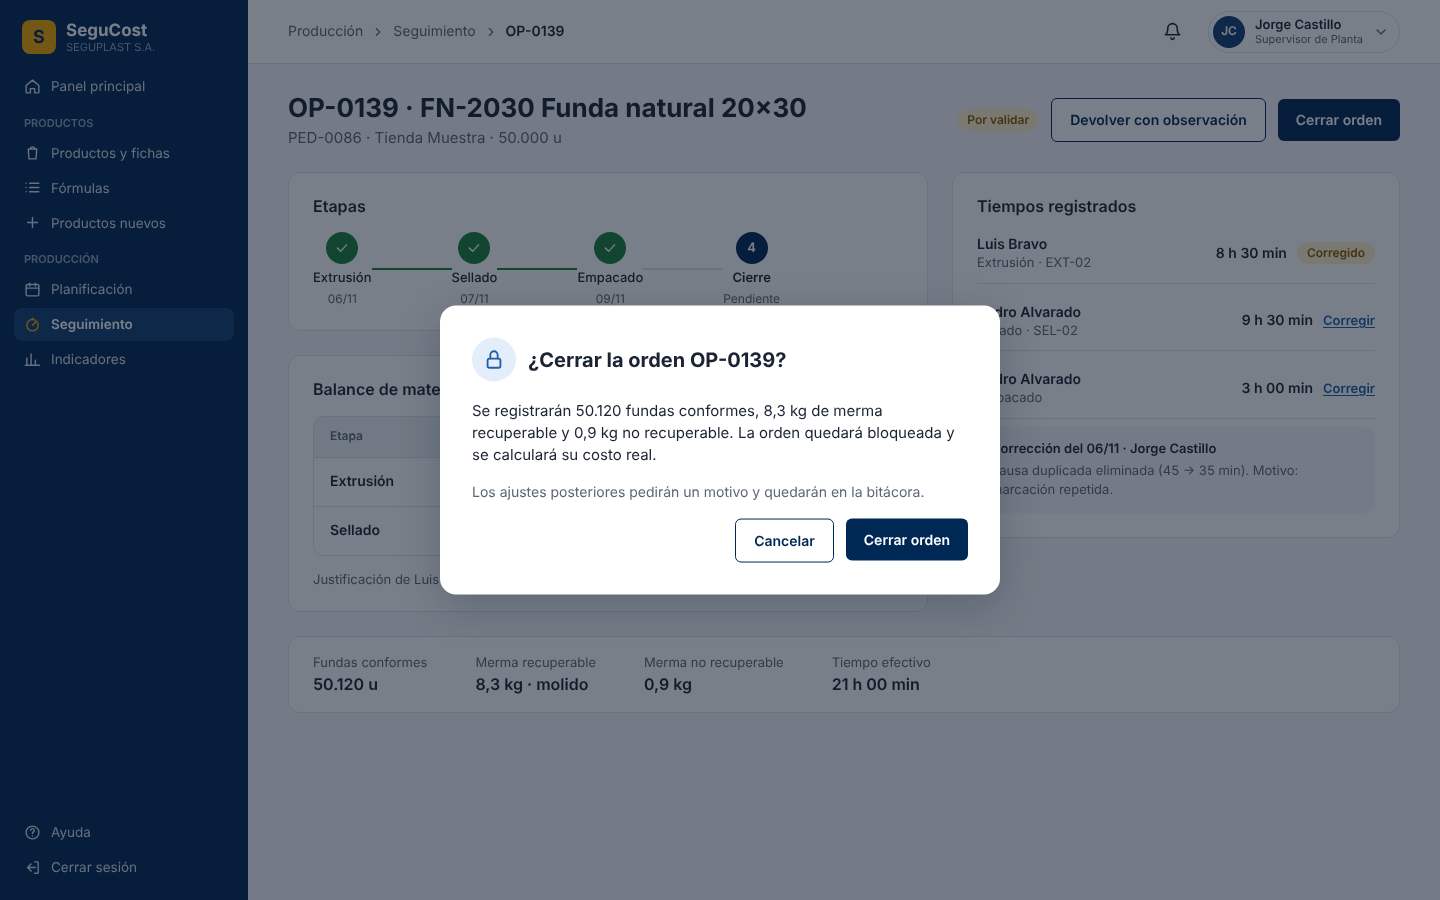 S
SeguCost
SEGUPLAST S.A.
Panel principal
PRODUCTOS
Productos y fichas
Fórmulas
Productos nuevos
PRODUCCIÓN
Planificación
Seguimiento
Indicadores
Ayuda
Cerrar sesión
Producción > Seguimiento > OP-0139
JC
Jorge Castillo
Supervisor de Planta
OP-0139 · FN-2030 Funda natural 20×30
PED-0086 · Tienda Muestra · 50.000 u
Por validar
Devolver con observación
Cerrar orden
Etapas
4
Extrusión Sellado Empacado Cierre
06/11 07/11 09/11 Pendiente
Balance de mate
Etapa
Extrusión
Sellado
Justificación de Luis
Tiempos registrados
Luis Bravo
Extrusión · EXT-02
8 h 30 min Corregido
dro Alvarado
ado · SEL-02
9 h 30 min Corregir
dro Alvarado
pacado
3 h 00 min Corregir
orrección del 06/11 · Jorge Castillo
ausa duplicada eliminada (45 → 35 min). Motivo:
marcación repetida.
¿Cerrar la orden OP-0139?
Se registrarán 50.120 fundas conformes, 8,3 kg de merma
recuperable y 0,9 kg no recuperable. La orden quedará bloqueada y
se calculará su costo real.
Los ajustes posteriores pedirán un motivo y quedarán en la bitácora.
Cancelar
Cerrar orden
Fundas conformes Merma recuperable Merma no recuperable Tiempo efectivo
50.120 u 8,3 kg · molido 0,9 kg 21 h 00 min